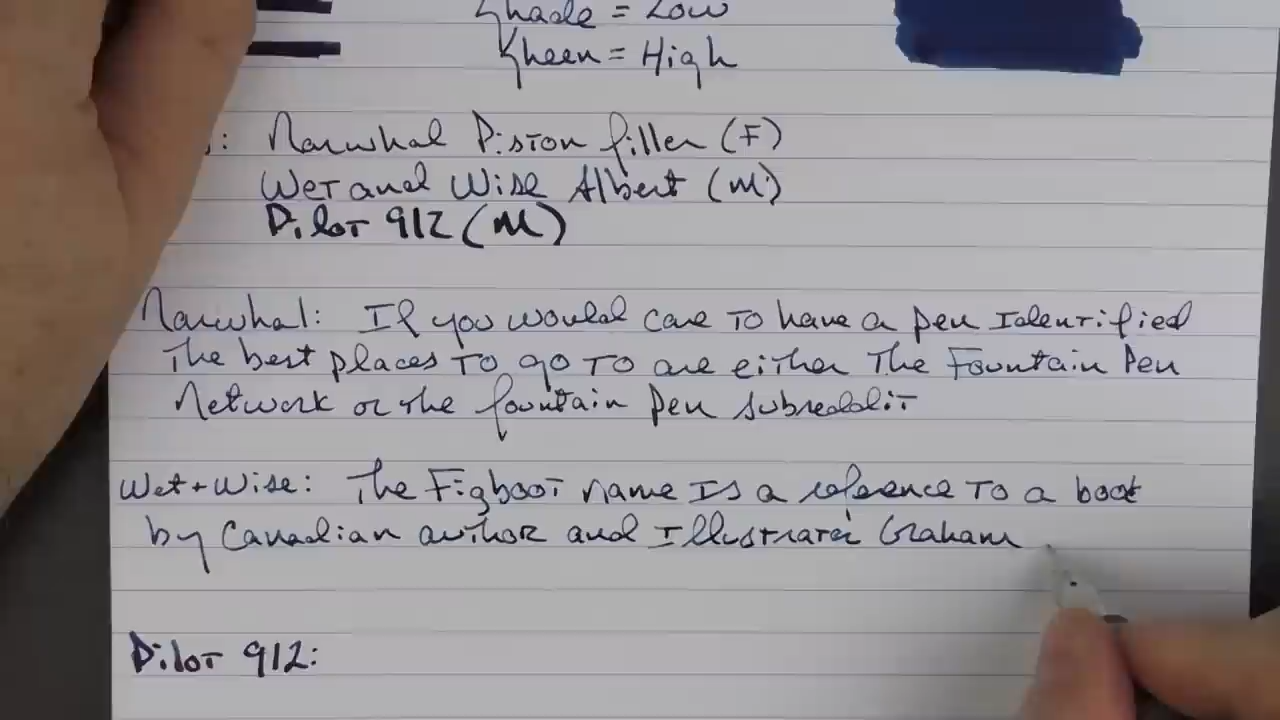 Shade = Low
Sheen = High
: Narwhal Piston filler (F)
Wet and Wise Albert (M)
Pilot 912 (M)
Narwhal: If you would care to have a pen Identified
The best places to go to are either The Fountain Pen
Network or the fountain pen subreddit
Wet + Wise: The Figboot name Is a reference to a book
by Canadian author and Illustrator Graham
Pilot 912: